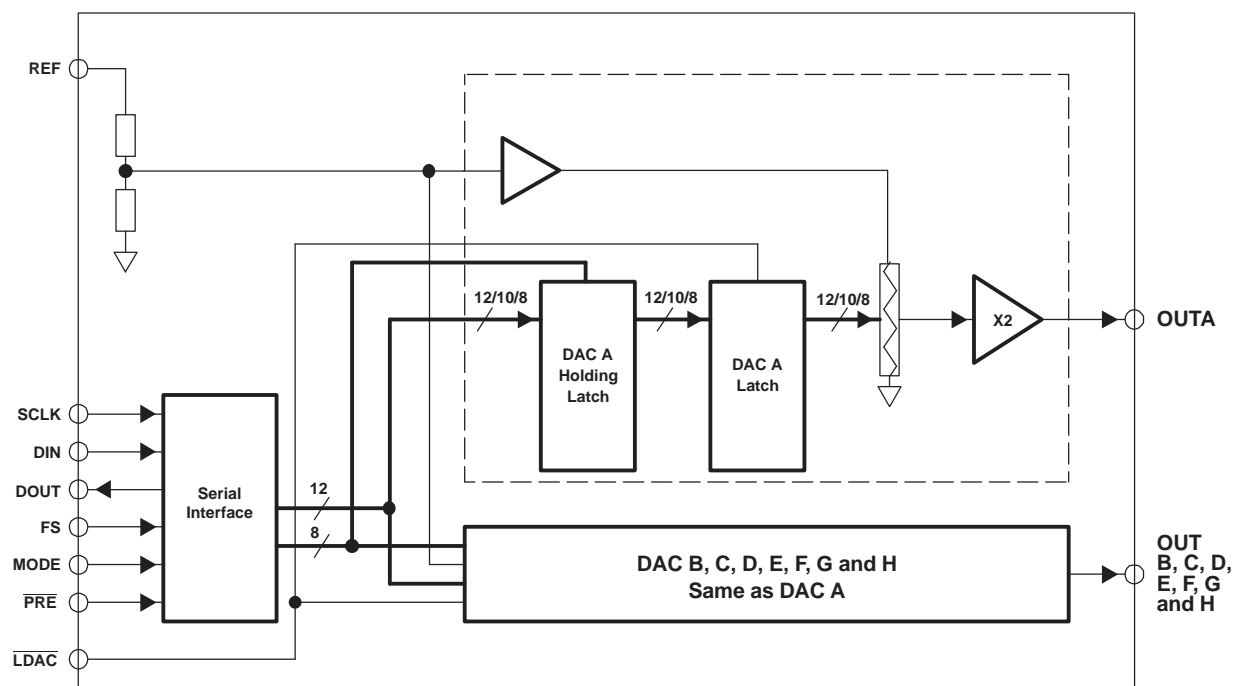 REF
12/10/8
12/10/8
12/10/8
X2
OUTA
DAC A
Holding
Latch
DAC A
Latch
SCLK
DIN
DOUT
FS
MODE
PRE
LDAC
Serial
Interface
12
8
DAC B, C, D, E, F, G and H
Same as DAC A
OUT
B, C, D,
E, F, G
and H